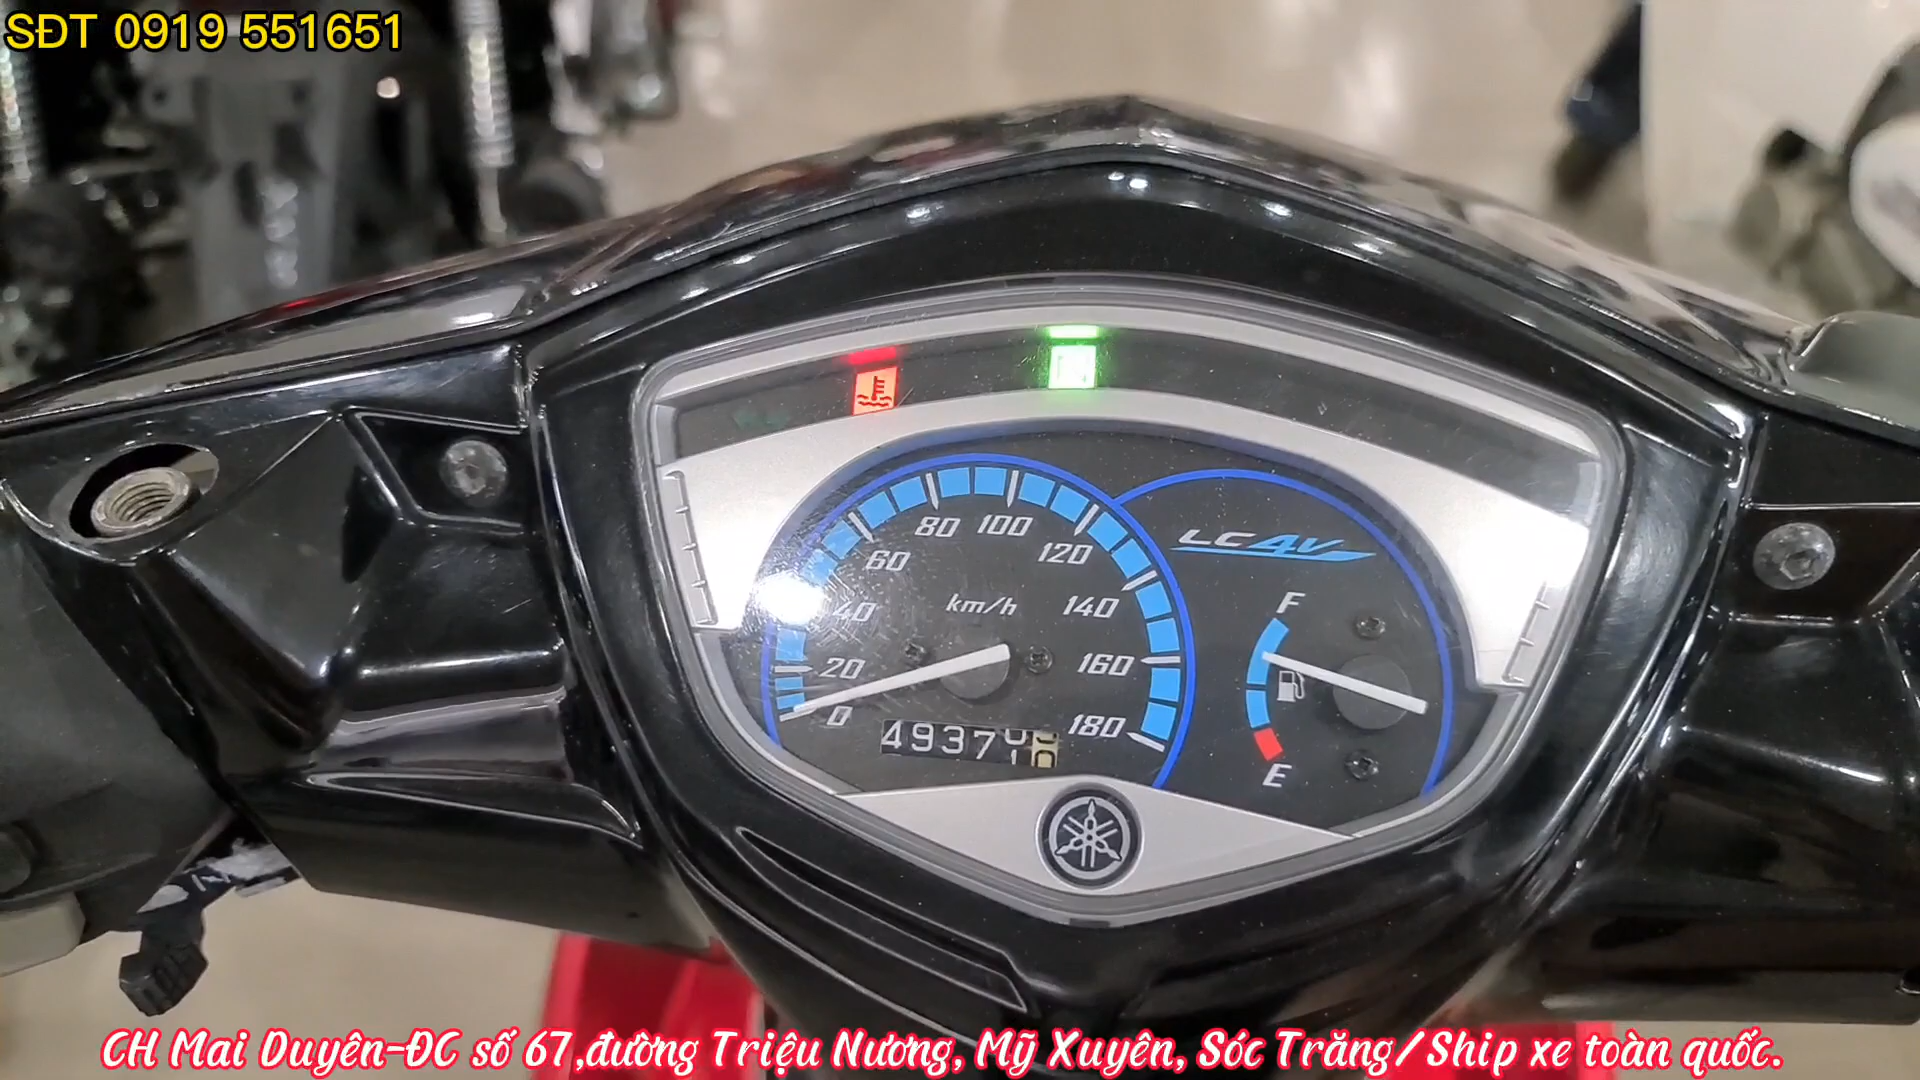 SĐT 0919 551651
LC4V
80 100
60 120
40 km/h 140 F
20 160
0 180
4937
E
CH Mai Duyên-ĐC số 67,đường Triệu Nương, Mỹ Xuyên, Sóc Trăng/Ship xe toàn quốc.